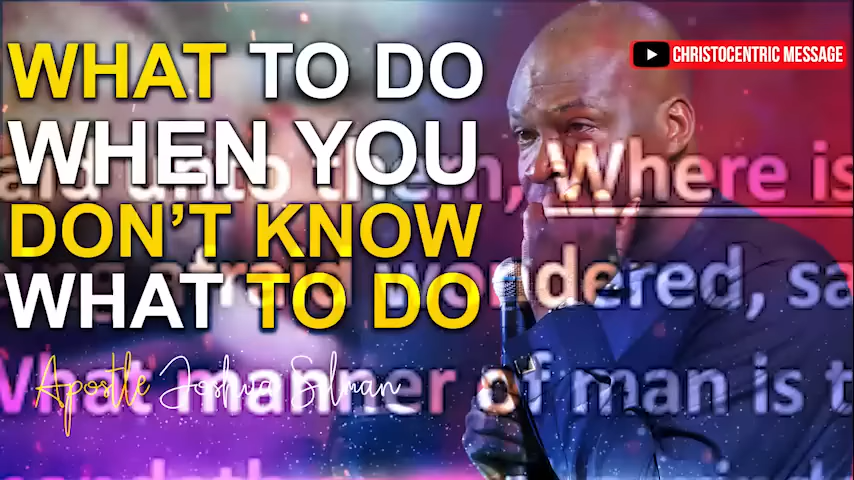 WHAT TO DO
WHEN YOU
DON'T KNOW
WHAT TO DO
Apostle Joshua Selman
CHRISTOCENTRIC MESSAGE
said unto them, Where is
afraid wondered, sa
What manner of man is t